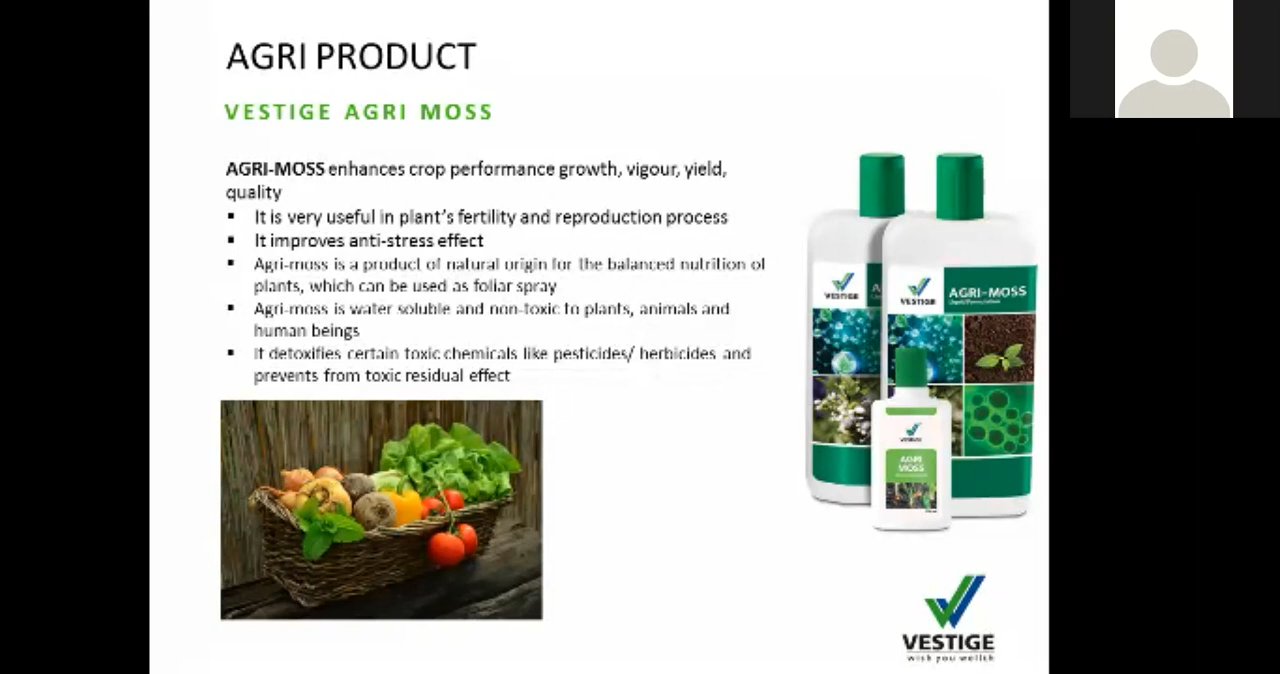 AGRI PRODUCT
VESTIGE AGRI MOSS
AGRI-MOSS enhances crop performance growth, vigour, yield,
quality
▪ It is very useful in plant's fertility and reproduction process
▪ It improves anti-stress effect
▪ Agri-moss is a product of natural origin for the balanced nutrition of
plants, which can be used as foliar spray
▪ Agri-moss is water soluble and non-toxic to plants, animals and
human beings
▪ It detoxifies certain toxic chemicals like pesticides/ herbicides and
prevents from toxic residual effect
VESTIGE
A
VESTIGE
AGRI-MOSS
VESTIGE
AGRI
MOSS
VESTIGE
wish you wellth